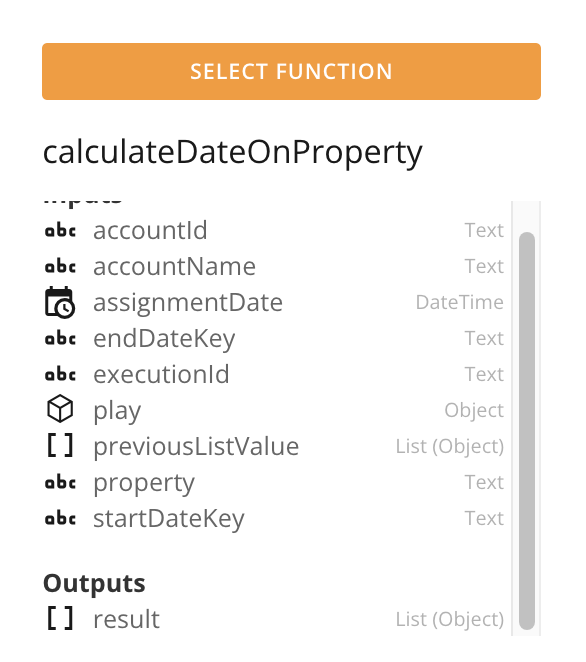 SELECT FUNCTION
calculateDateOnProperty
Inputs
abc accountId Text
abc accountName Text
assignmentDate DateTime
abc endDateKey Text
abc executionId Text
play Object
[ ] previousListValue List (Object)
abc property Text
abc startDateKey Text
Outputs
[ ] result List (Object)